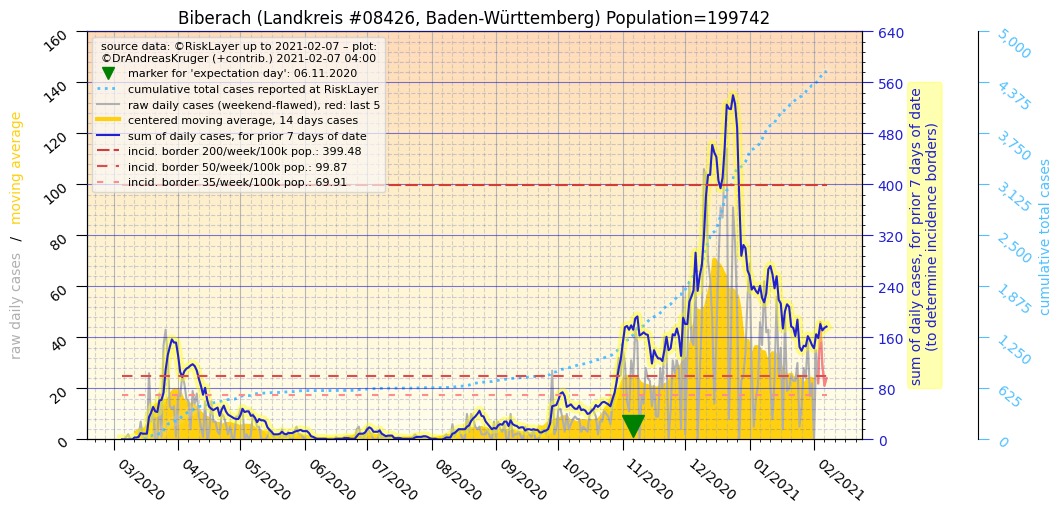 Biberach (Landkreis #08426, Baden-Württemberg) Population=199742
source data: ©RiskLayer up to 2021-02-07 – plot:
©DrAndreasKruger (+contrib.) 2021-02-07 04:00
marker for 'expectation day': 06.11.2020
cumulative total cases reported at RiskLayer
raw daily cases (weekend-flawed), red: last 5
centered moving average, 14 days cases
sum of daily cases, for prior 7 days of date
incid. border 200/week/100k pop.: 399.48
incid. border 50/week/100k pop.: 99.87
incid. border 35/week/100k pop.: 69.91
raw daily cases / moving average
160
140
120
100
80
60
40
20
0
03/2020
04/2020
05/2020
06/2020
07/2020
08/2020
09/2020
10/2020
11/2020
12/2020
01/2021
02/2021
640
560
480
400
320
240
160
80
0
sum of daily cases, for prior 7 days of date
(to determine incidence borders)
5,000
4,375
3,750
3,125
2,500
1,875
1,250
625
0
cumulative total cases